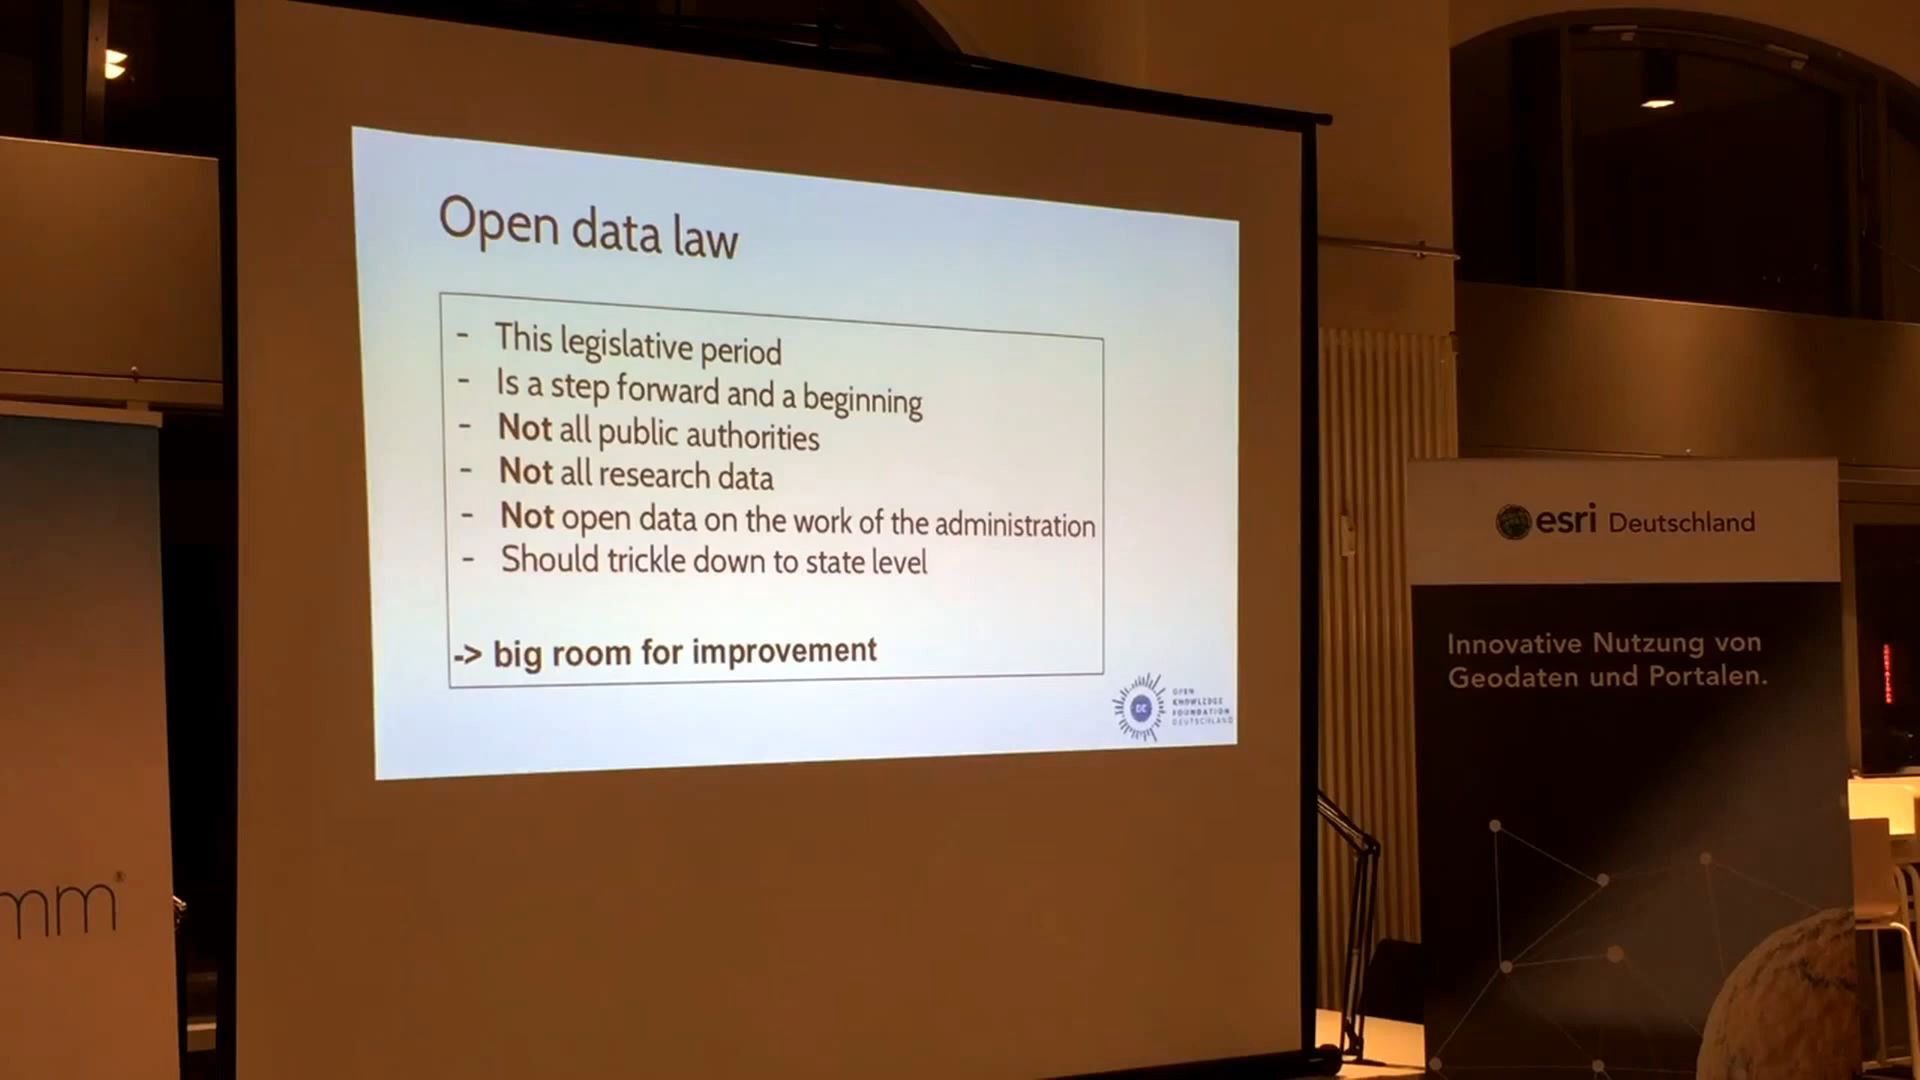 Open data law
- This legislative period
- Is a step forward and a beginning
- Not all public authorities
- Not all research data
- Not open data on the work of the administration
- Should trickle down to state level
-> big room for improvement
OPEN
KNOWLEDGE
FOUNDATION
DEUTSCHLAND
esri Deutschland
Innovative Nutzung von
Geodaten und Portalen.
mm